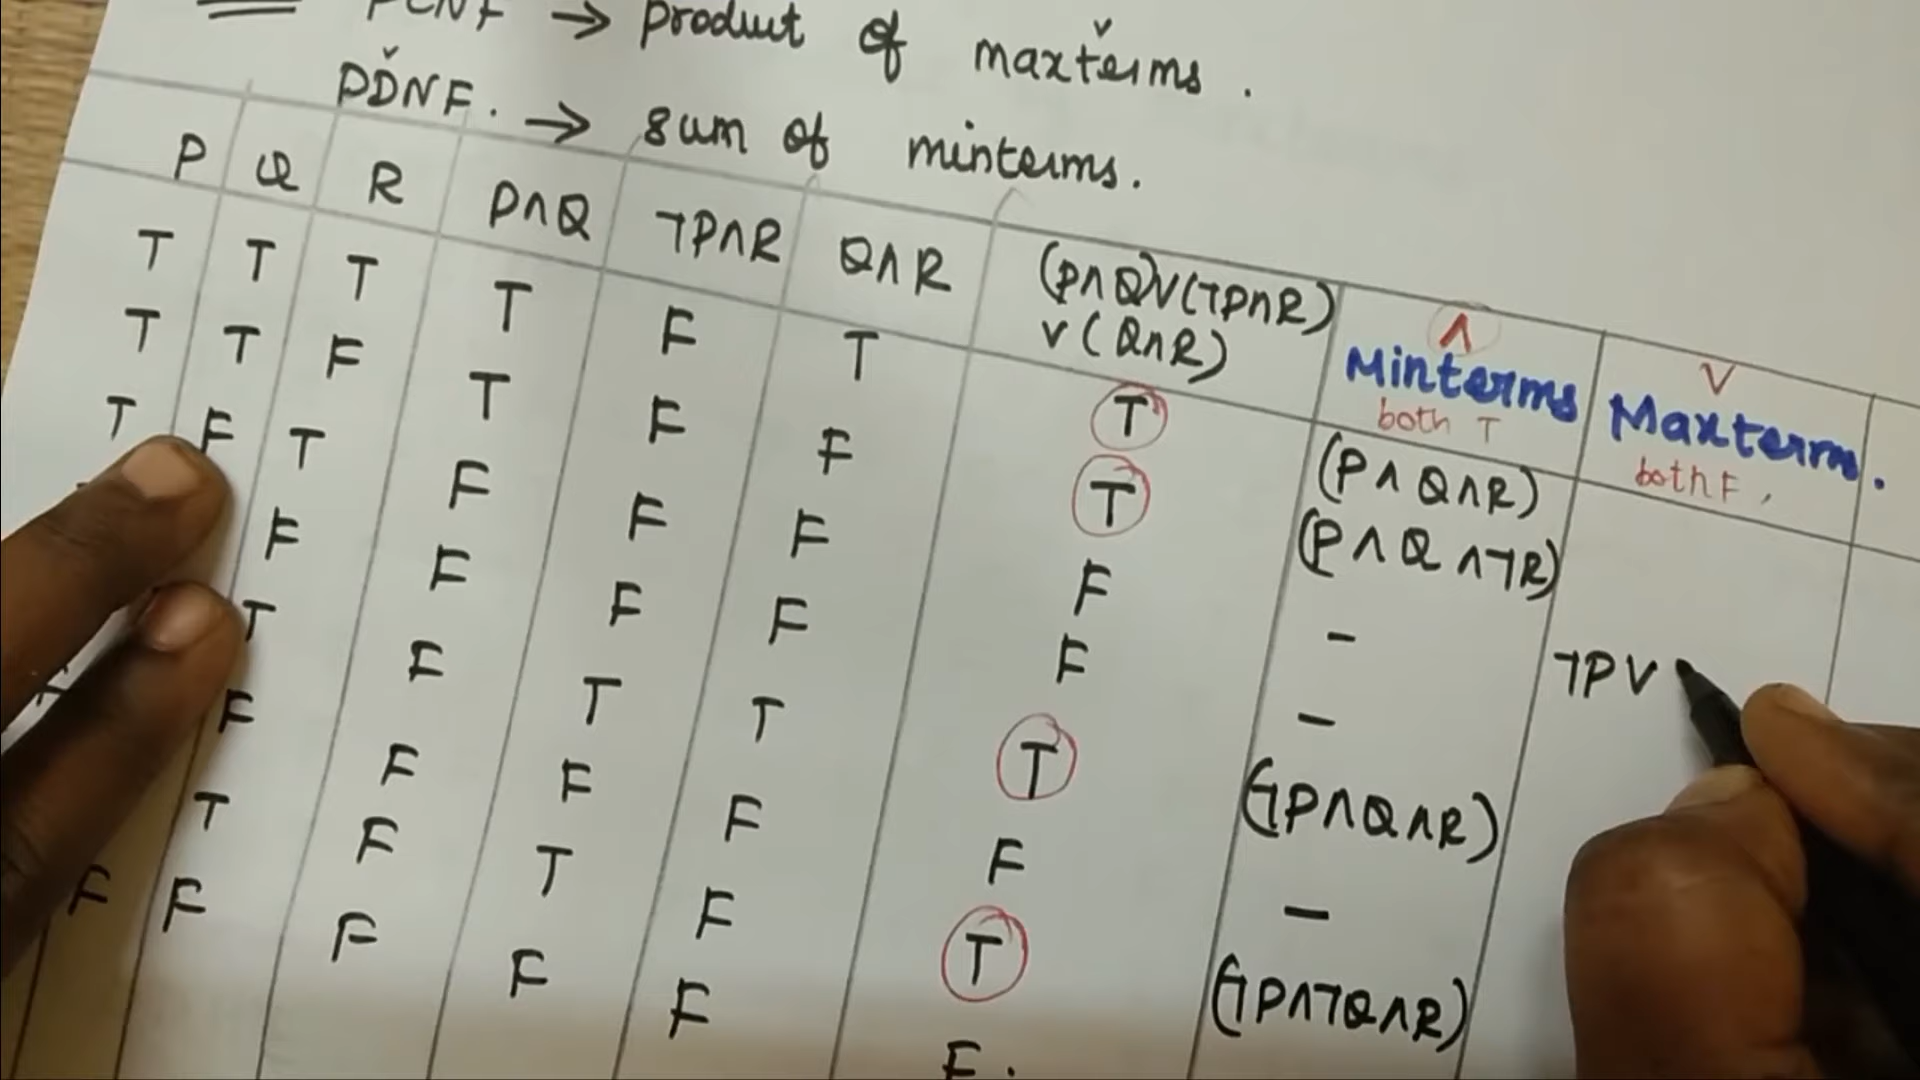 PCNF → product of maxterms.
PDNF. → sum of minterms.
P Q R P∧Q ¬P∧R Q∧R (P∧Q)∨(¬P∧R) ∨(Q∧R) ∧ Minterms both T ∨ Maxterm. both F,
T T T T F T T (P∧Q∧R)
T T F T F F T (P∧Q∧¬R)
T F T F F F F -
F F F F F - ¬P∨
T F T T T (¬P∧Q∧R)
F F F F F -
T F T F T (¬P∧¬Q∧R)
F F F F F F.